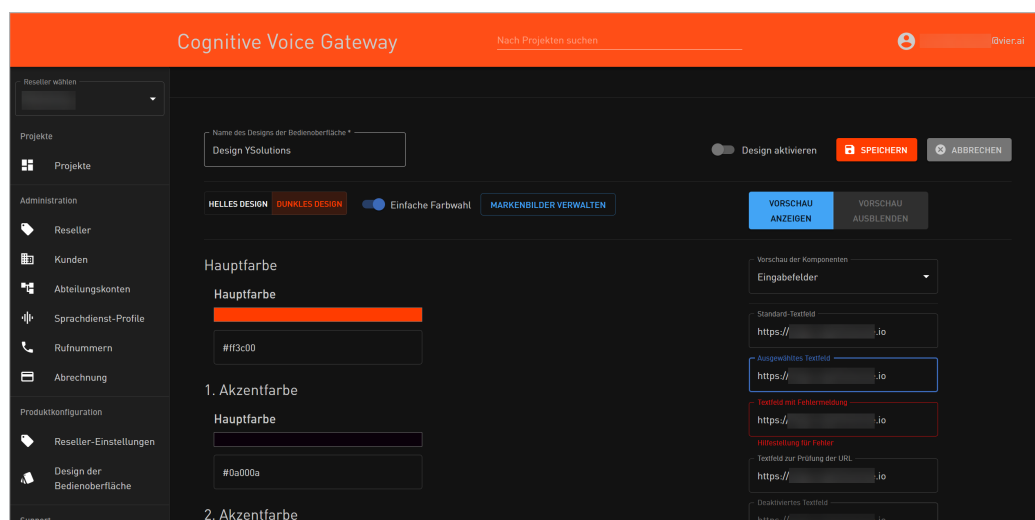 Cognitive Voice Gateway
Nach Projekten suchen
@vier.ai
Reseller wählen
Projekte
Projekte
Administration
Reseller
Kunden
Abteilungskonten
Sprachdienst-Profile
Rufnummern
Abrechnung
Produktkonfiguration
Reseller-Einstellungen
Design der
Bedienoberfläche
Support
Name des Designs der Bedienoberfläche *
Design YSolutions
Design aktivieren
SPEICHERN
ABBRECHEN
HELLES DESIGN
DUNKLES DESIGN
Einfache Farbwahl
MARKENBILDER VERWALTEN
VORSCHAU
ANZEIGEN
VORSCHAU
AUSBLENDEN
Hauptfarbe
Hauptfarbe
#ff3c00
1. Akzentfarbe
Hauptfarbe
#0a000a
2. Akzentfarbe
Vorschau der Komponenten
Eingabefelder
Standard-Textfeld
https:// .io
Ausgewähltes Textfeld
https:// .io
Textfeld mit Fehlermeldung
https:// .io
Hilfestellung für Fehler
Textfeld zur Prüfung der URL
https:// .io
Deaktiviertes Textfeld
https:// .io